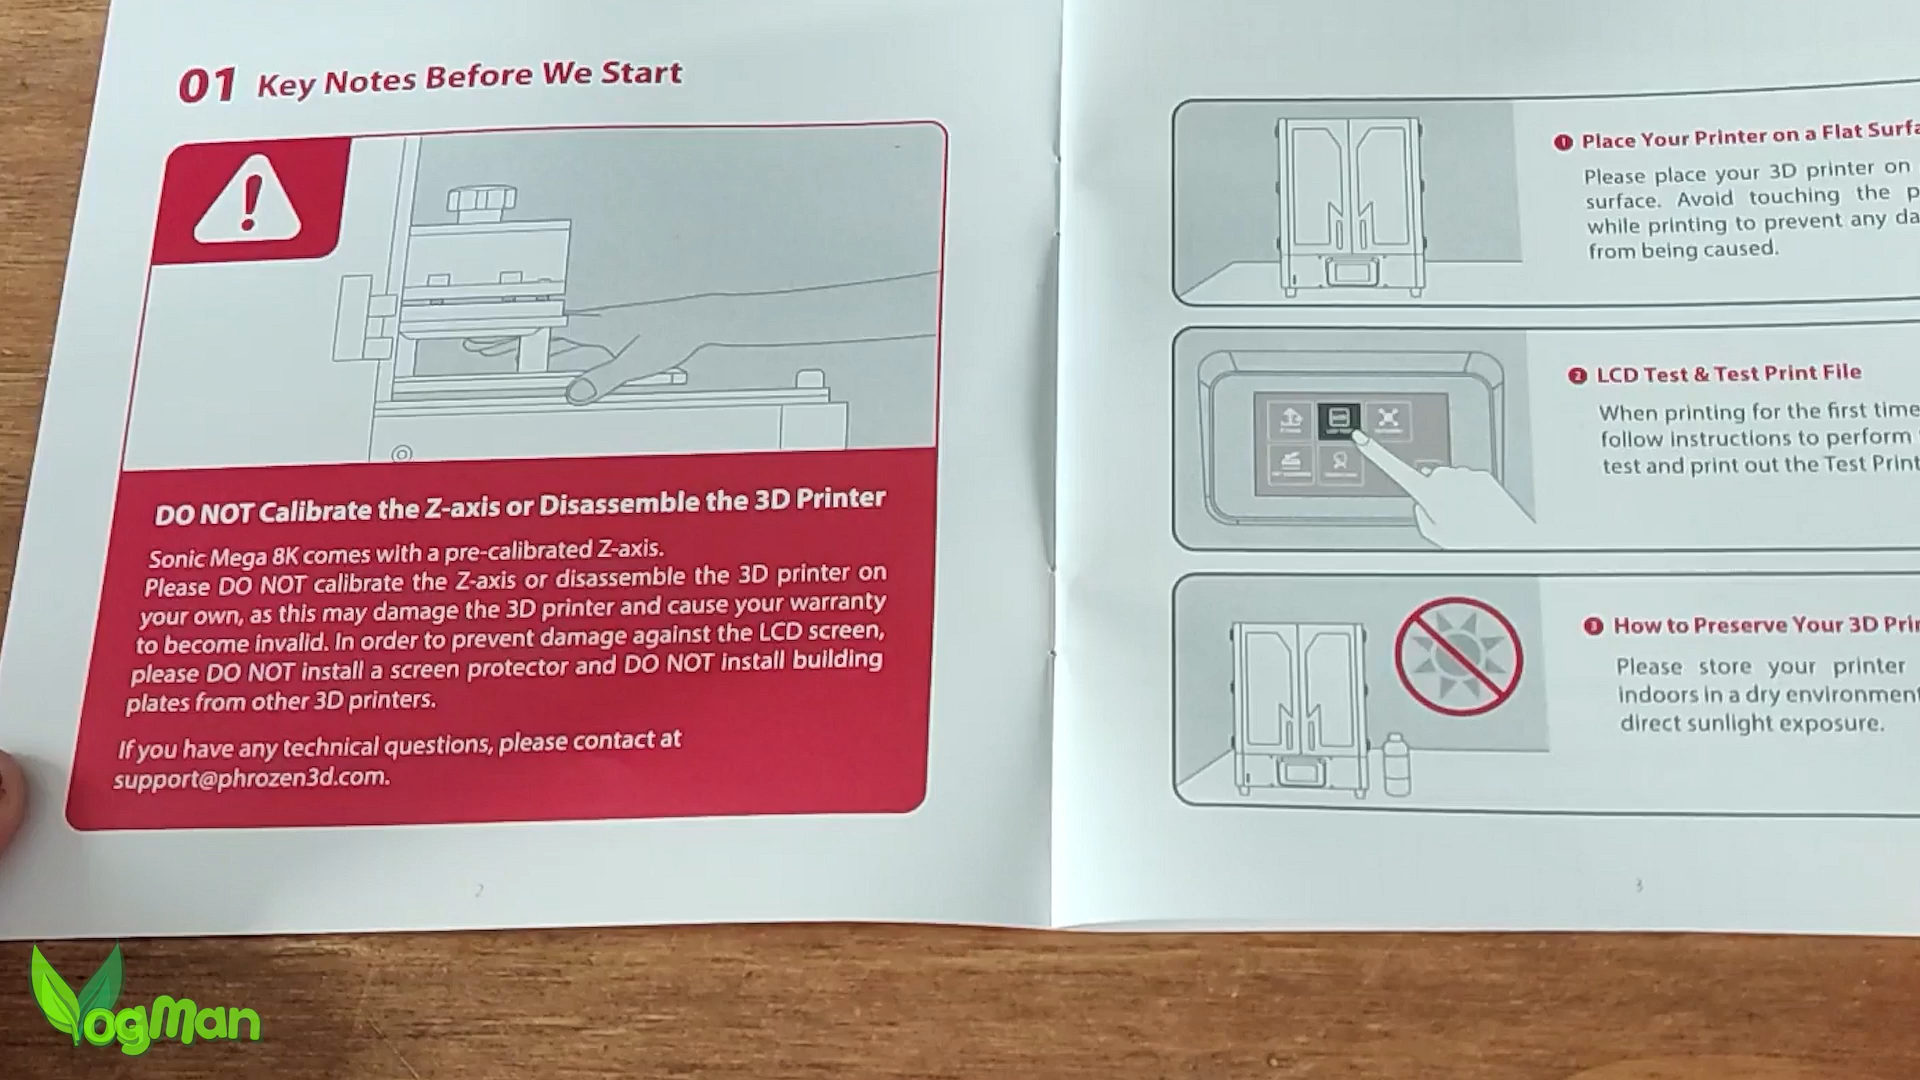 01 Key Notes Before We Start
DO NOT Calibrate the Z-axis or Disassemble the 3D Printer
Sonic Mega 8K comes with a pre-calibrated Z-axis.
Please DO NOT calibrate the Z-axis or disassemble the 3D printer on
your own, as this may damage the 3D printer and cause your warranty
to become invalid. In order to prevent damage against the LCD screen,
please DO NOT install a screen protector and DO NOT install building
plates from other 3D printers.
If you have any technical questions, please contact at
support@phrozen3d.com.
2
1 Place Your Printer on a Flat
Please place your 3D printer on
surface. Avoid touching the
while printing to prevent any
from being caused.
2 LCD Test & Test Print File
When printing for the first time
follow instructions to perform
test and print out the Test Print
3 How to Preserve Your 3D
Please store your printer
indoors in a dry environment
direct sunlight exposure.
3
YogMan